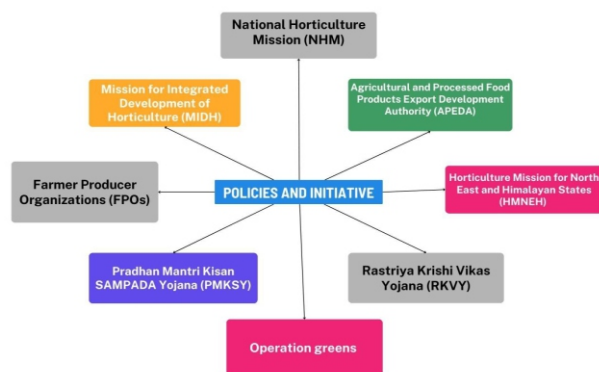 National Horticulture
Mission (NHM)
Mission for Integrated
Development of
Horticulture (MIDH)
Agricultural and Processed Food
Products Export Development
Authority (APEDA)
Farmer Producer
Organizations (FPOs)
POLICIES AND INITIATIVE
Horticulture Mission for North
East and Himalayan States
(HMNEH)
Pradhan Mantri Kisan
SAMPADA Yojana (PMKSY)
Rastriya Krishi Vikas
Yojana (RKVY)
Operation greens